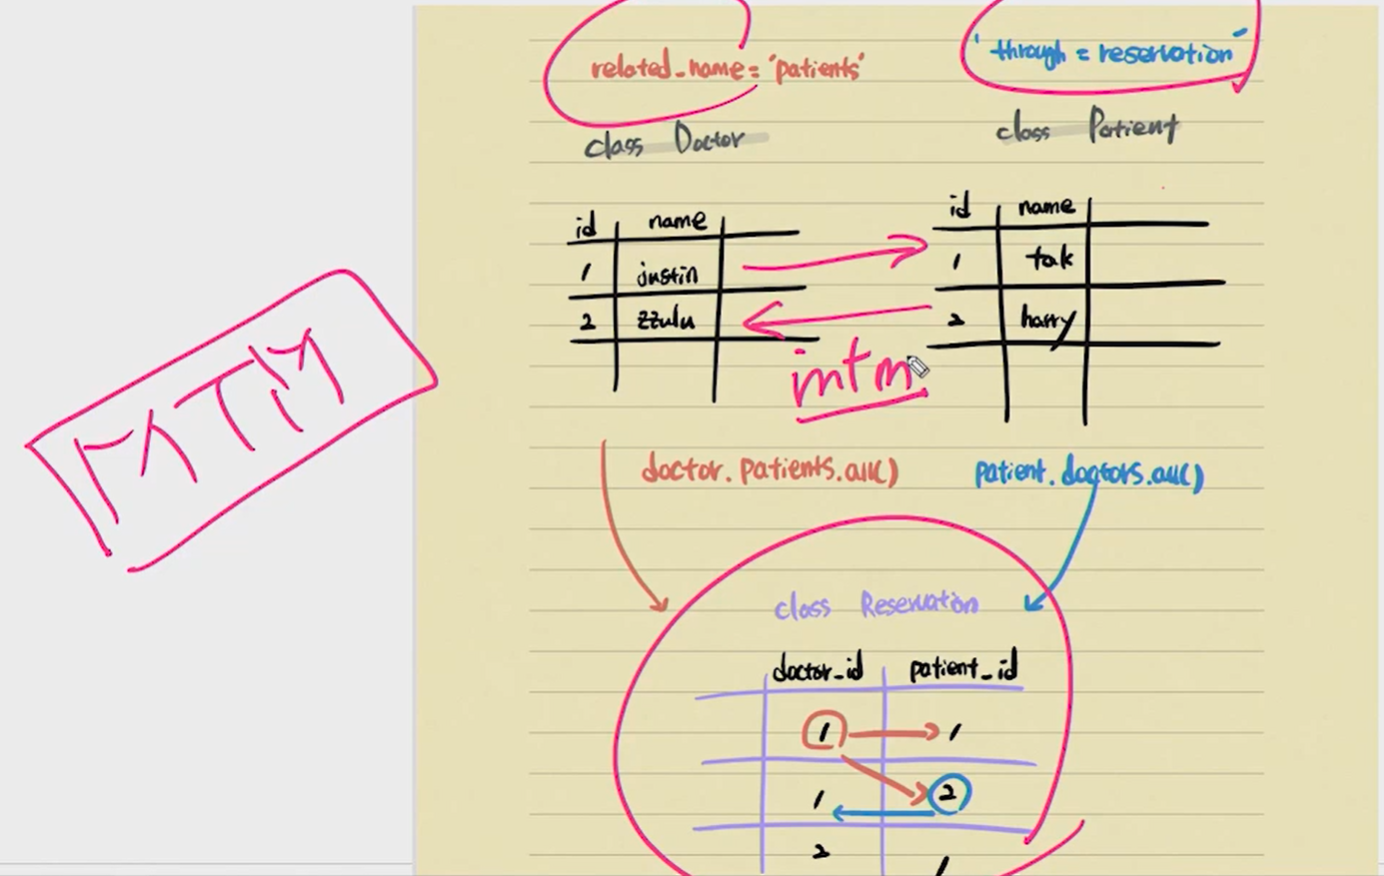 related_name = 'patients'
'through = reservation'
class Doctor
class Patient
id name
1 justin
2 zzulu
id name
1 tak
2 harry
MTM
intm
doctor.patients.all()
patient.doctors.all()
class Reservation
doctor_id patient_id
1 1
1 2
2 1